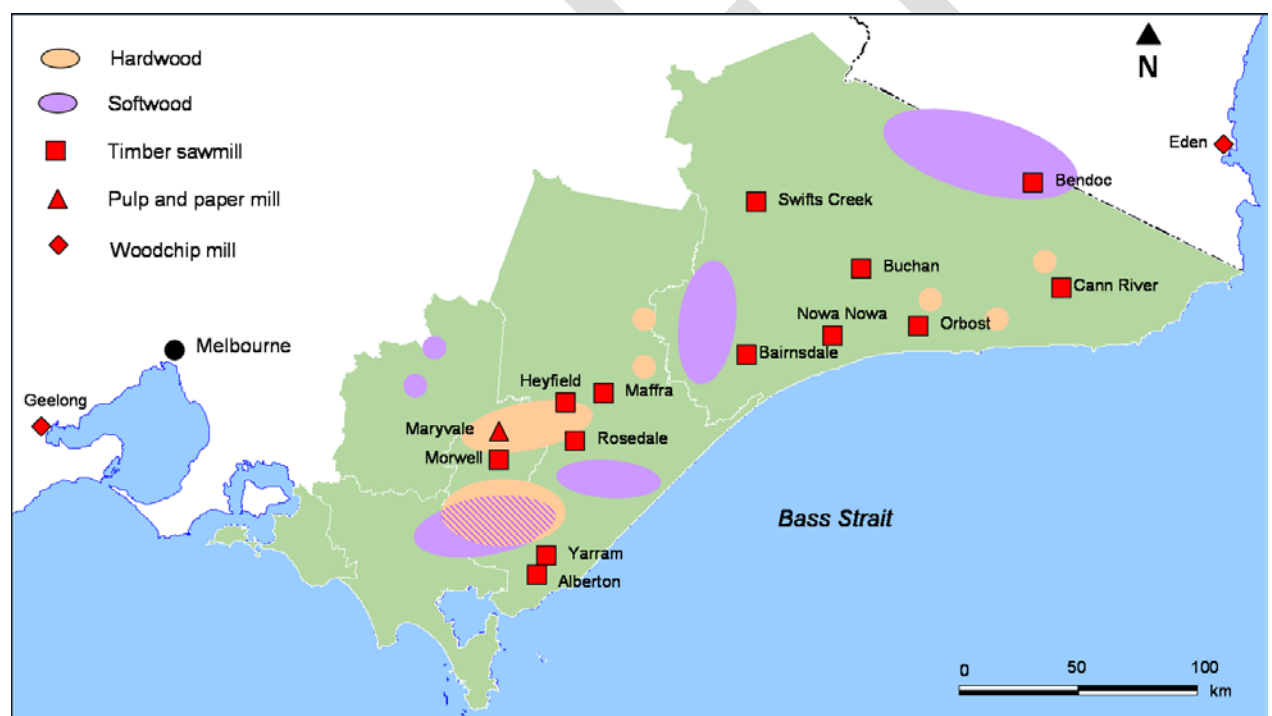 Hardwood
Softwood
Timber sawmill
Pulp and paper mill
Woodchip mill
N
Eden
Bendoc
Swifts Creek
Buchan
Cann River
Nowa Nowa
Orbost
Bairnsdale
Melbourne
Geelong
Heyfield
Maffra
Maryvale
Rosedale
Morwell
Bass Strait
Yarram
Alberton
0 50 100
km